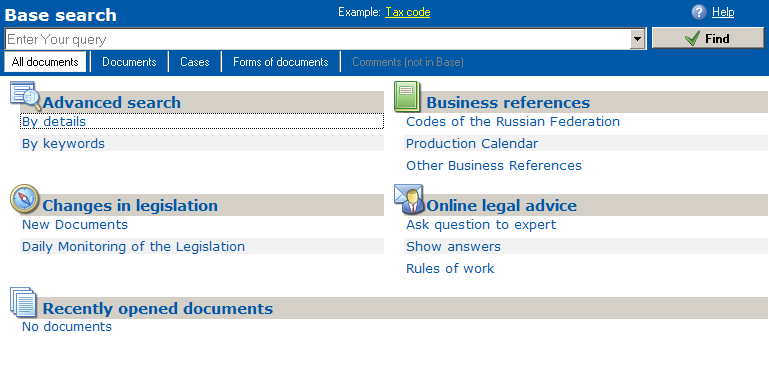 Base search
Example: Tax code
? Help
Enter Your query
Find
All documents
Documents
Cases
Forms of documents
Comments (not in Base)
Advanced search
By details
By keywords
Business references
Codes of the Russian Federation
Production Calendar
Other Business References
Changes in legislation
New Documents
Daily Monitoring of the Legislation
Online legal advice
Ask question to expert
Show answers
Rules of work
Recently opened documents
No documents